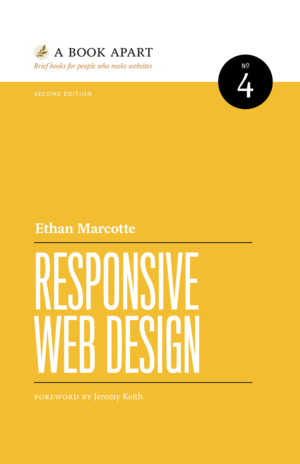 A BOOK APART
Brief books for people who make websites
Nº
4
SECOND EDITION
Ethan Marcotte
RESPONSIVE
WEB DESIGN
FOREWORD BY Jeremy Keith